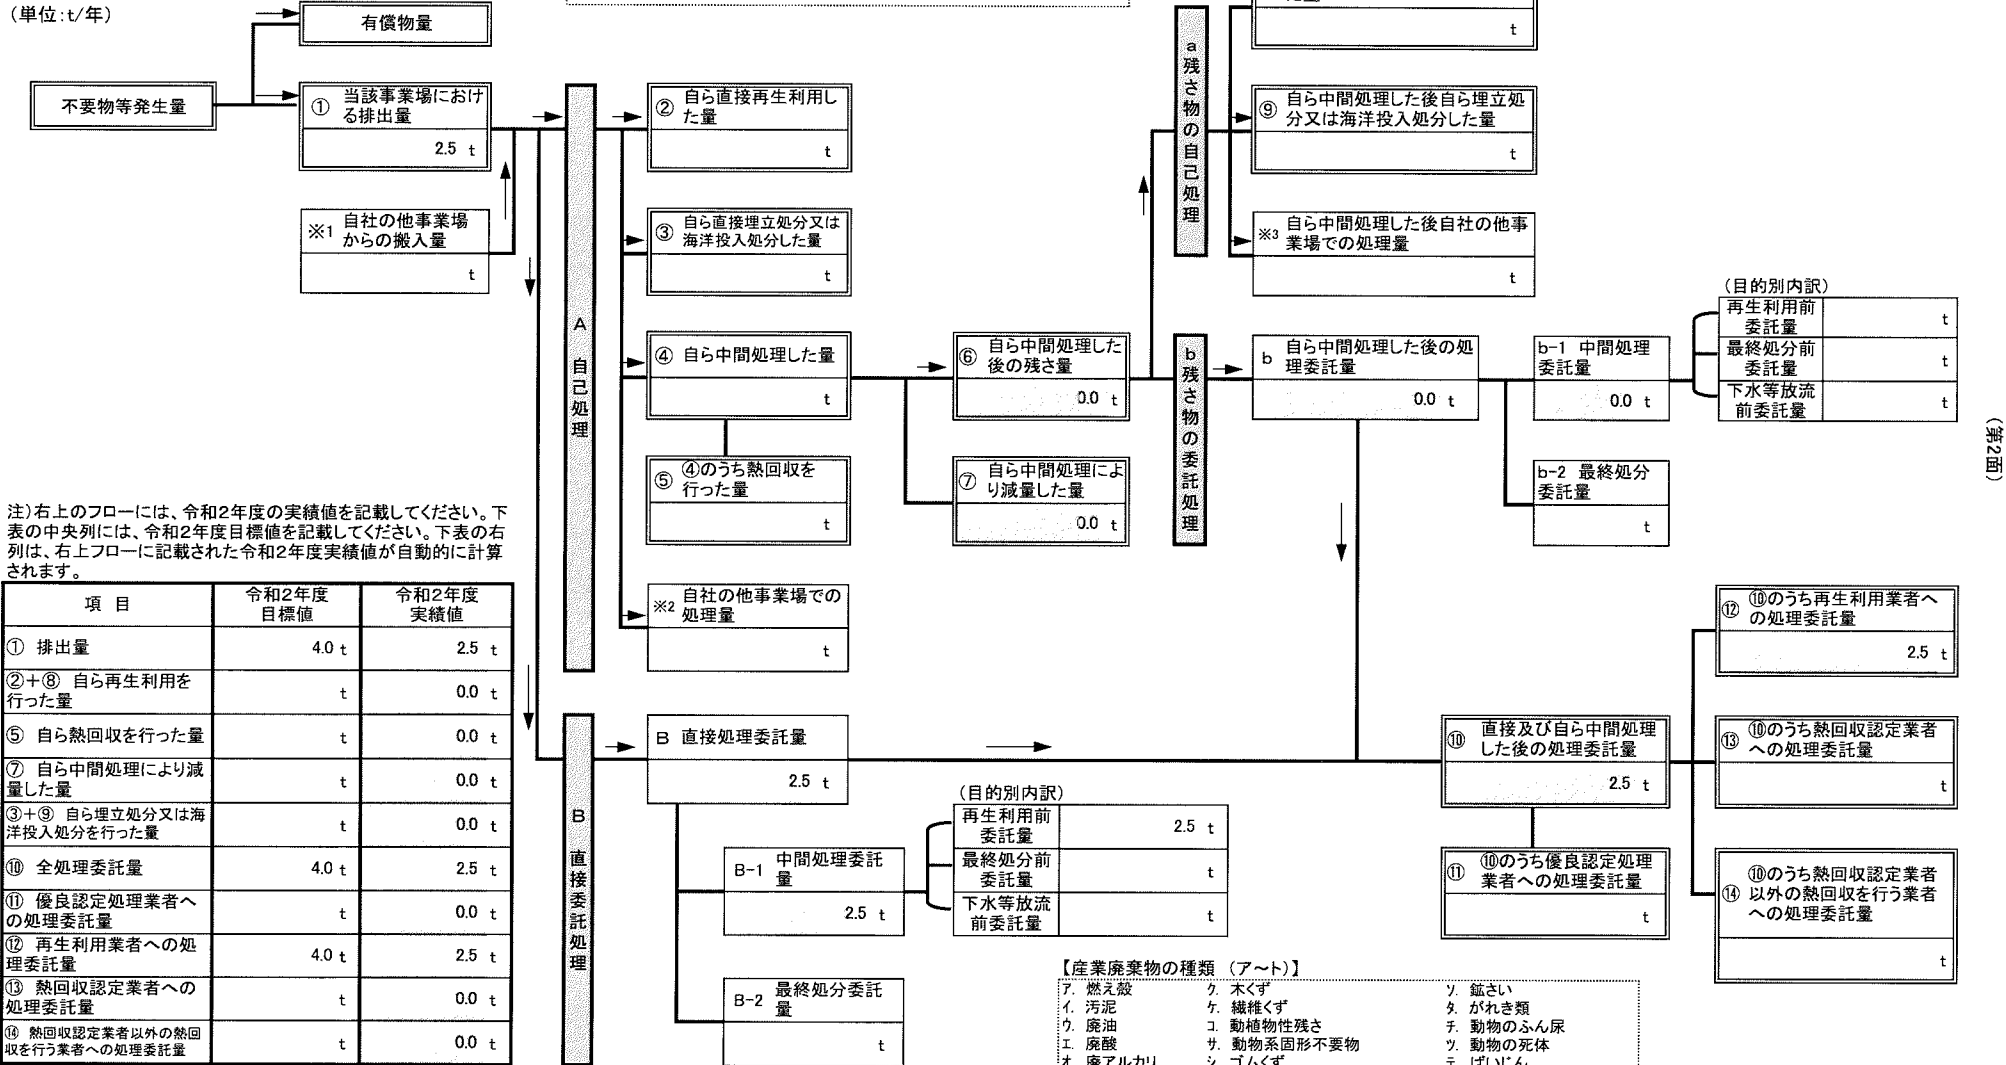 (単位:t/年)
有償物量
不要物等発生量
① 当該事業場におけ
る排出量
2.5 t
※1 自社の他事業場
からの搬入量
t
A 自己処理
② 自ら直接再生利用し
た量
t
③ 自ら直接埋立処分又は
海洋投入処分した量
t
④ 自ら中間処理した量
t
⑤ ④のうち熱回収を
行った量
t
※2 自社の他事業場での
処理量
t
⑥ 自ら中間処理した
後の残さ量
0.0 t
⑦ 自ら中間処理によ
り減量した量
0.0 t
a残さ物の自己処理
t
⑨ 自ら中間処理した後自ら埋立処
分又は海洋投入処分した量
t
※3 自ら中間処理した後自社の他事
業場での処理量
t
b残さ物の委託処理
b 自ら中間処理した後の処
理委託量
0.0 t
b-1 中間処理
委託量
0.0 t
b-2 最終処分
委託量
t
(目的別内訳)
再生利用前
委託量 t
最終処分前
委託量 t
下水等放流
前委託量 t
(第2面)
注)右上のフローには、令和2年度の実績値を記載してください。下
表の中央列には、令和2年度目標値を記載してください。下表の右
列は、右上フローに記載された令和2年度実績値が自動的に計算
されます。
項 目 令和2年度 令和2年度
目標値 実績値
① 排出量 4.0 t 2.5 t
②+⑧ 自ら再生利用を
行った量 t 0.0 t
⑤ 自ら熱回収を行った量 t 0.0 t
⑦ 自ら中間処理により減
量した量 t 0.0 t
③+⑨ 自ら埋立処分又は海
洋投入処分を行った量 t 0.0 t
⑩ 全処理委託量 4.0 t 2.5 t
⑪ 優良認定処理業者へ
の処理委託量 t 0.0 t
⑫ 再生利用業者への処
理委託量 4.0 t 2.5 t
⑬ 熱回収認定業者への
処理委託量 t 0.0 t
⑭ 熱回収認定業者以外の熱回
収を行う業者への処理委託量 t 0.0 t
B 直接委託処理
B 直接処理委託量
2.5 t
B-1 中間処理委託
量
2.5 t
B-2 最終処分委託
量
t
(目的別内訳)
再生利用前
委託量 2.5 t
最終処分前
委託量 t
下水等放流
前委託量 t
⑩ 直接及び自ら中間処理
した後の処理委託量
2.5 t
⑪ ⑩のうち優良認定処理
業者への処理委託量
t
⑫ ⑩のうち再生利用業者へ
の処理委託量
2.5 t
⑬ ⑩のうち熱回収認定業者
への処理委託量
t
⑭ ⑩のうち熱回収認定業者
以外の熱回収を行う業者
への処理委託量
t
【産業廃棄物の種類 (ア~ト)】
ア. 燃え殻 ク. 木くず ソ. 鉱さい
イ. 汚泥 ケ. 繊維くず タ. がれき類
ウ. 廃油 コ. 動植物性残さ チ. 動物のふん尿
エ. 廃酸 サ. 動物系固形不要物 ツ. 動物の死体
オ. 廃アルカリ シ. ゴムくず テ. ばいじん